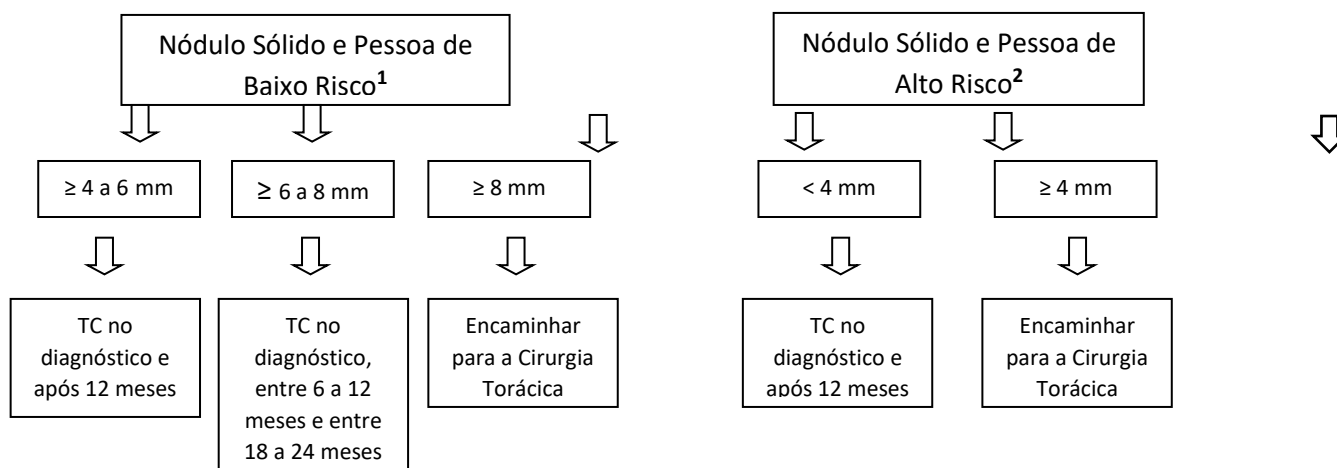 Nódulo Sólido e Pessoa de
Baixo Risco¹
≥ 4 a 6 mm
≥ 6 a 8 mm
≥ 8 mm
TC no
diagnóstico e
após 12 meses
TC no
diagnóstico,
entre 6 a 12
meses e entre
18 a 24 meses
Encaminhar
para a Cirurgia
Torácica
Nódulo Sólido e Pessoa de
Alto Risco²
< 4 mm
≥ 4 mm
TC no
diagnóstico e
após 12 meses
Encaminhar
para a Cirurgia
Torácica